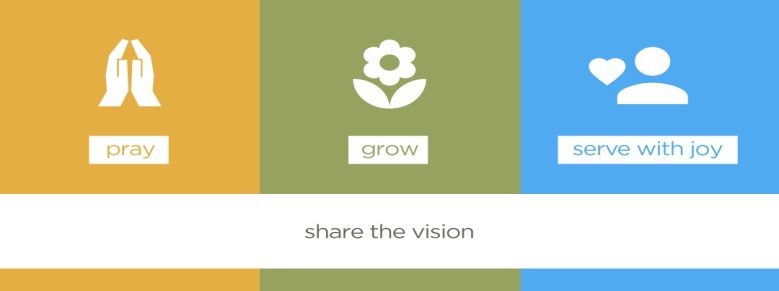 pray
grow
serve with joy
share the vision